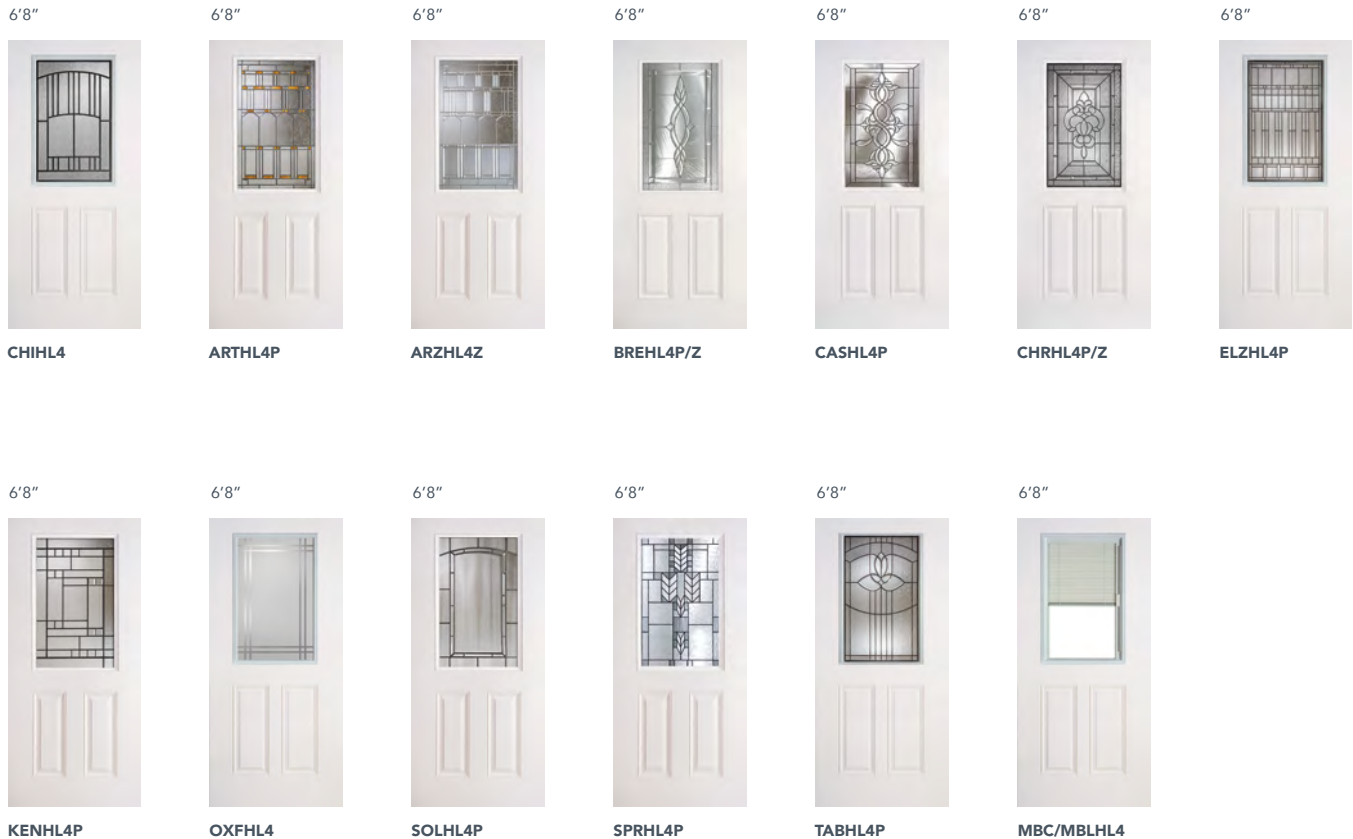 6’8” 6’8” 6’8” 6’8” 6’8” 6’8” 6’8”
CHIHL4 ARTHL4P ARZHL4Z BREHL4P/Z CASHL4P CHRHL4P/Z ELZHL4P
6’8” 6’8” 6’8” 6’8” 6’8” 6’8”
KENHL4P OXFHL4 SOLHL4P SPRHL4P TABHL4P MBC/MBLHL4